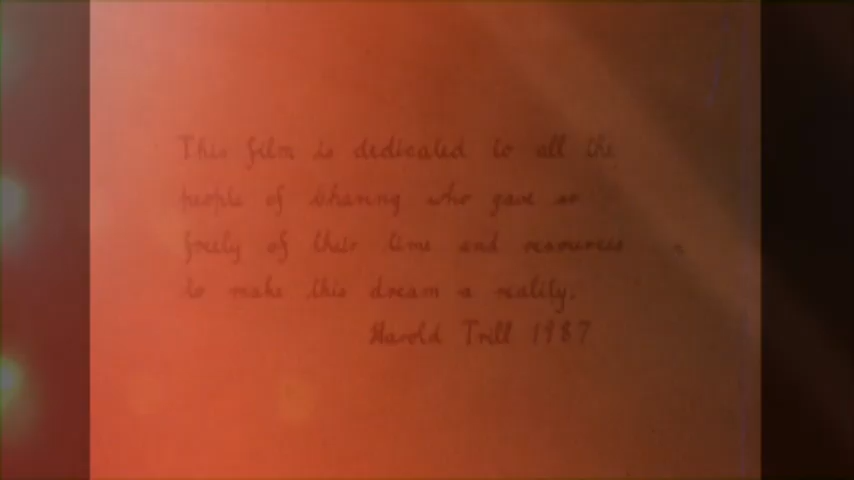 This film is dedicated to all the
people of Charing who gave so
freely of their time and resources
to make this dream a reality.
Harold Trill 1987